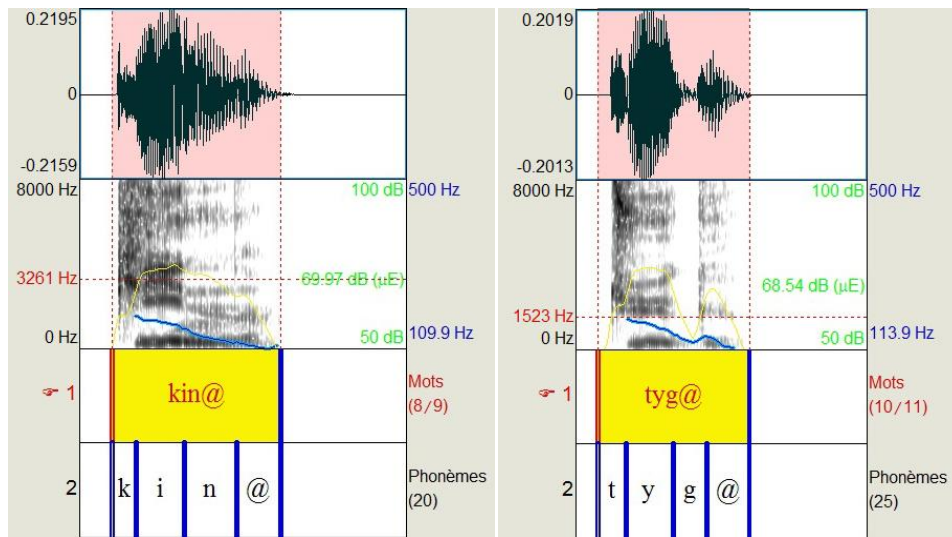 0.2195
0
-0.2159
8000 Hz
100 dB
500 Hz
3261 Hz
69.97 dB (µE)
0 Hz
50 dB
109.9 Hz
☞ 1
kin@
Mots
(8/9)
2
k i n @
Phonèmes
(20)
0.2019
0
-0.2013
8000 Hz
100 dB
500 Hz
68.54 dB (µE)
1523 Hz
0 Hz
50 dB
113.9 Hz
☞ 1
tyg@
Mots
(10/11)
2
t y g @
Phonèmes
(25)